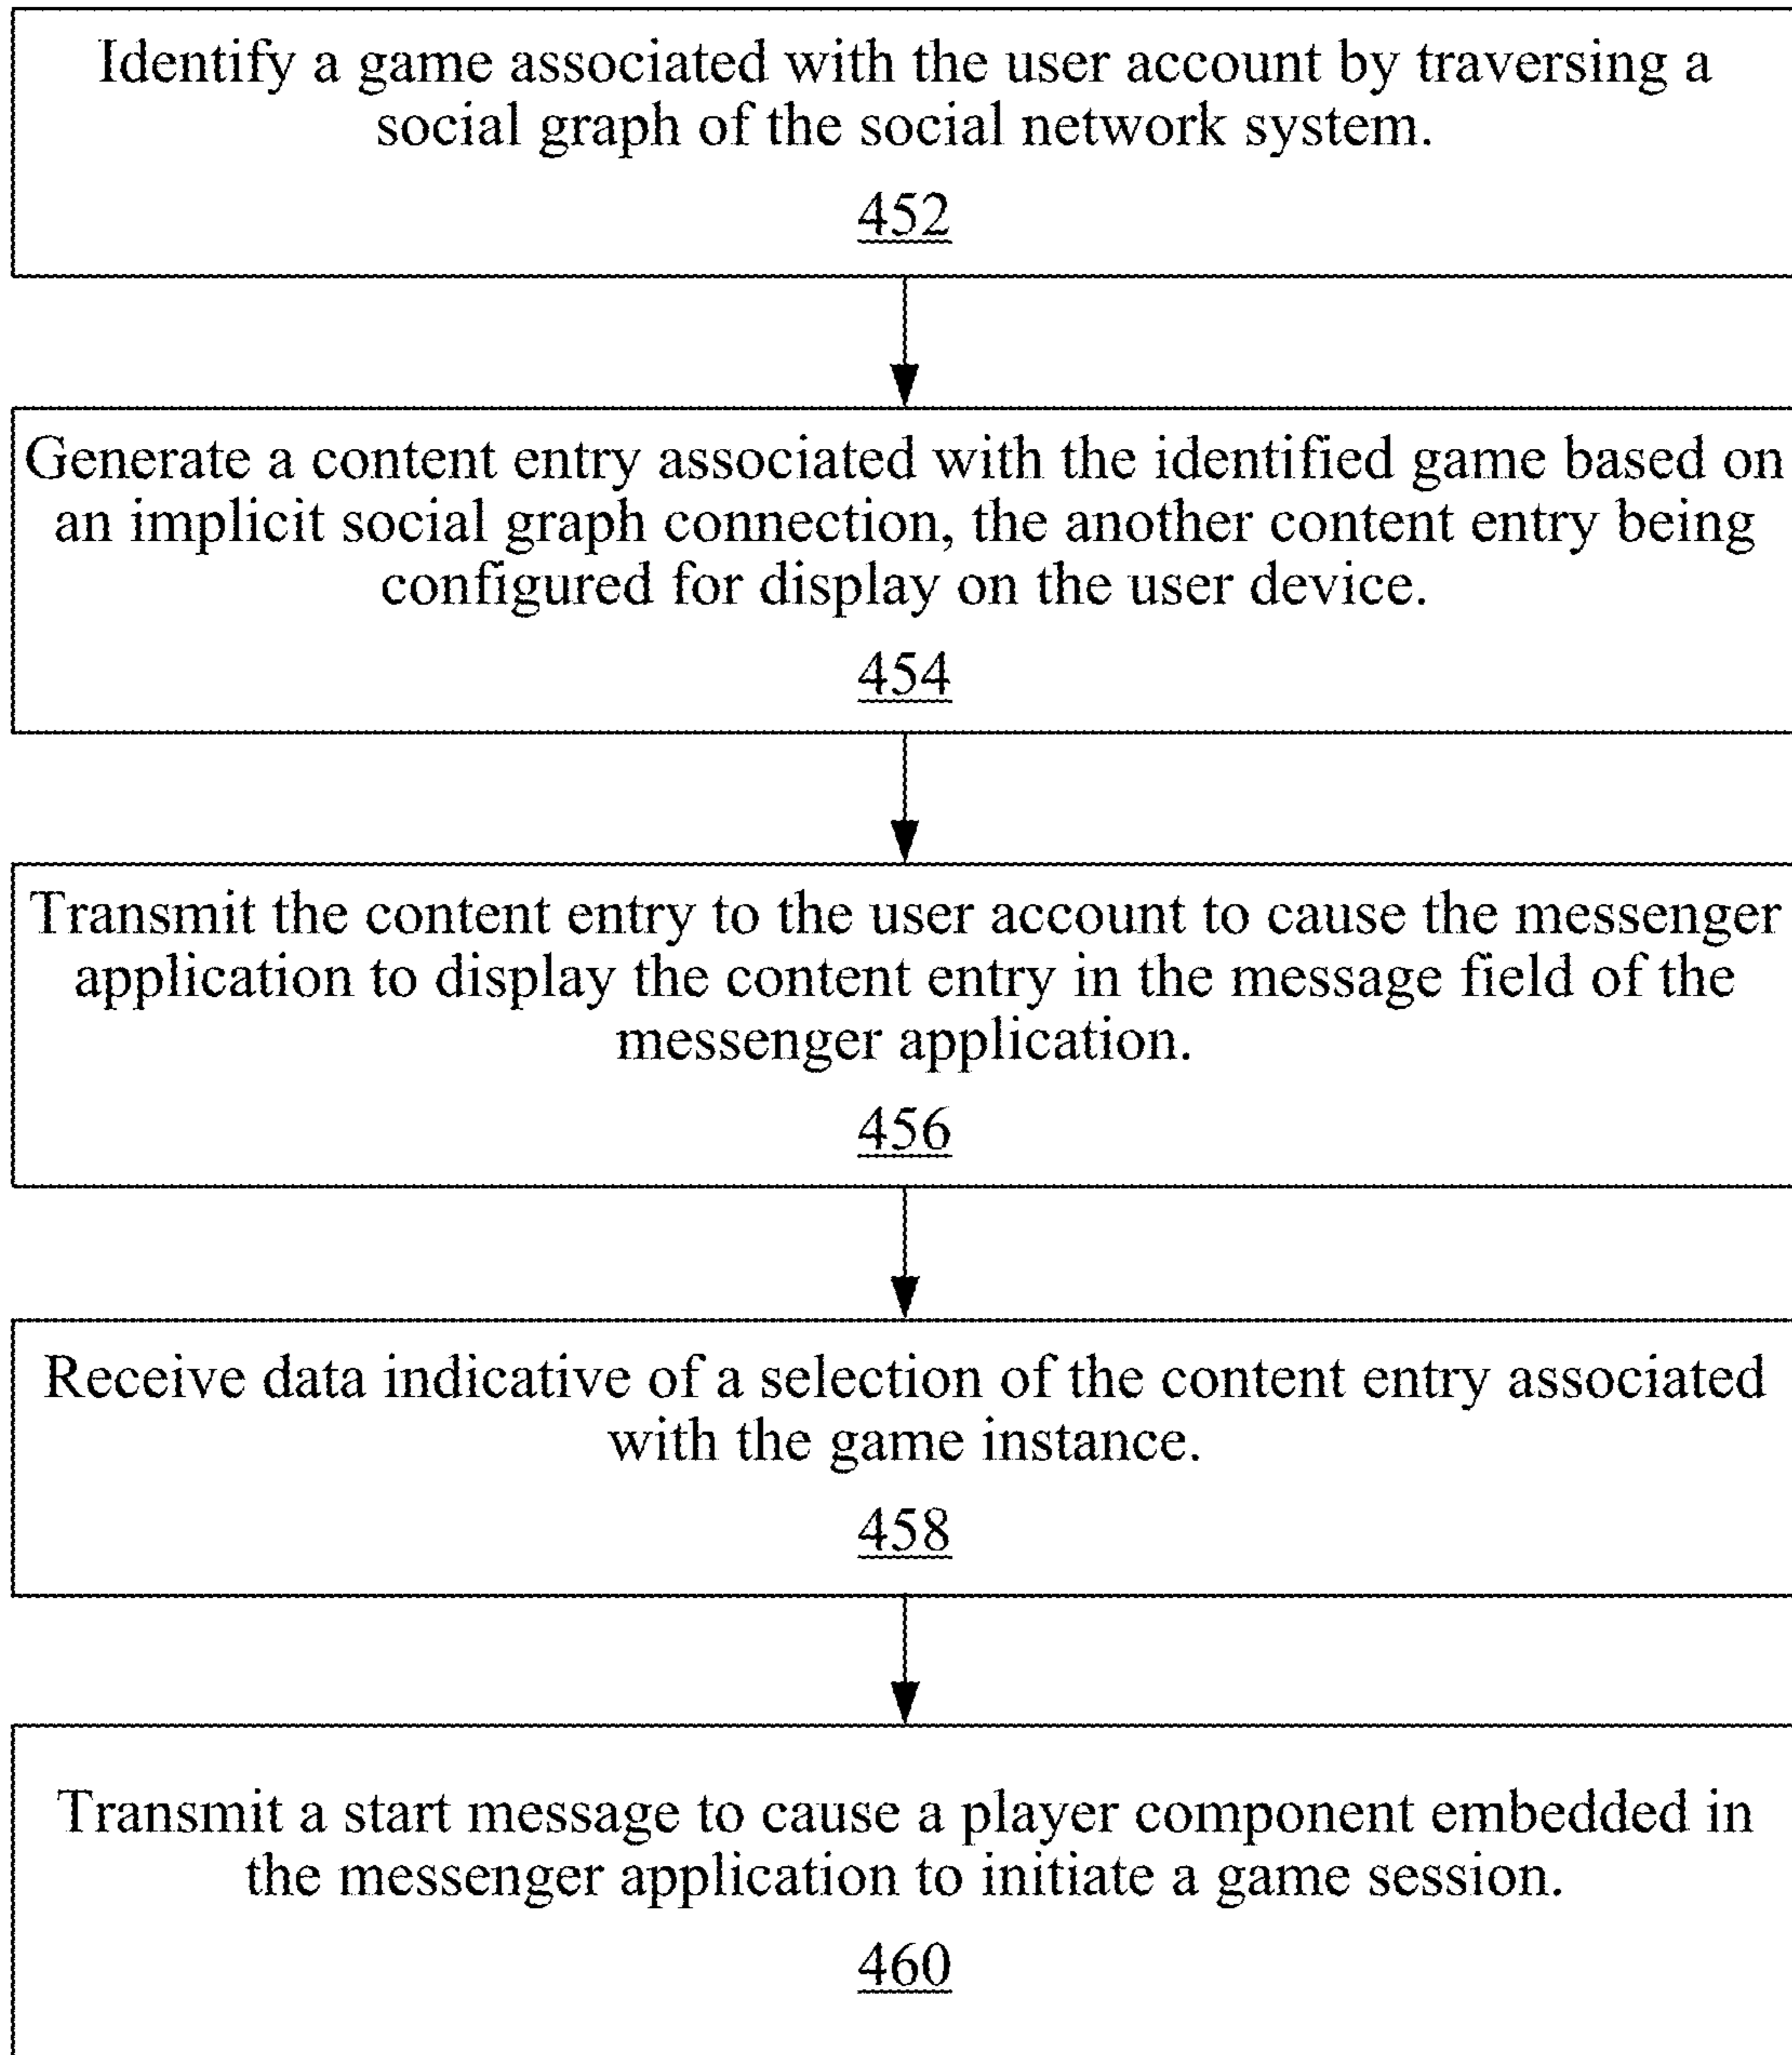 Identify a game associated with the user account by traversing a
social graph of the social network system.
452
Generate a content entry associated with the identified game based on
an implicit social graph connection, the another content entry being
configured for display on the user device.
454
Transmit the content entry to the user account to cause the messenger
application to display the content entry in the message field of the
messenger application.
456
Receive data indicative of a selection of the content entry associated
with the game instance.
458
Transmit a start message to cause a player component embedded in
the messenger application to initiate a game session.
460